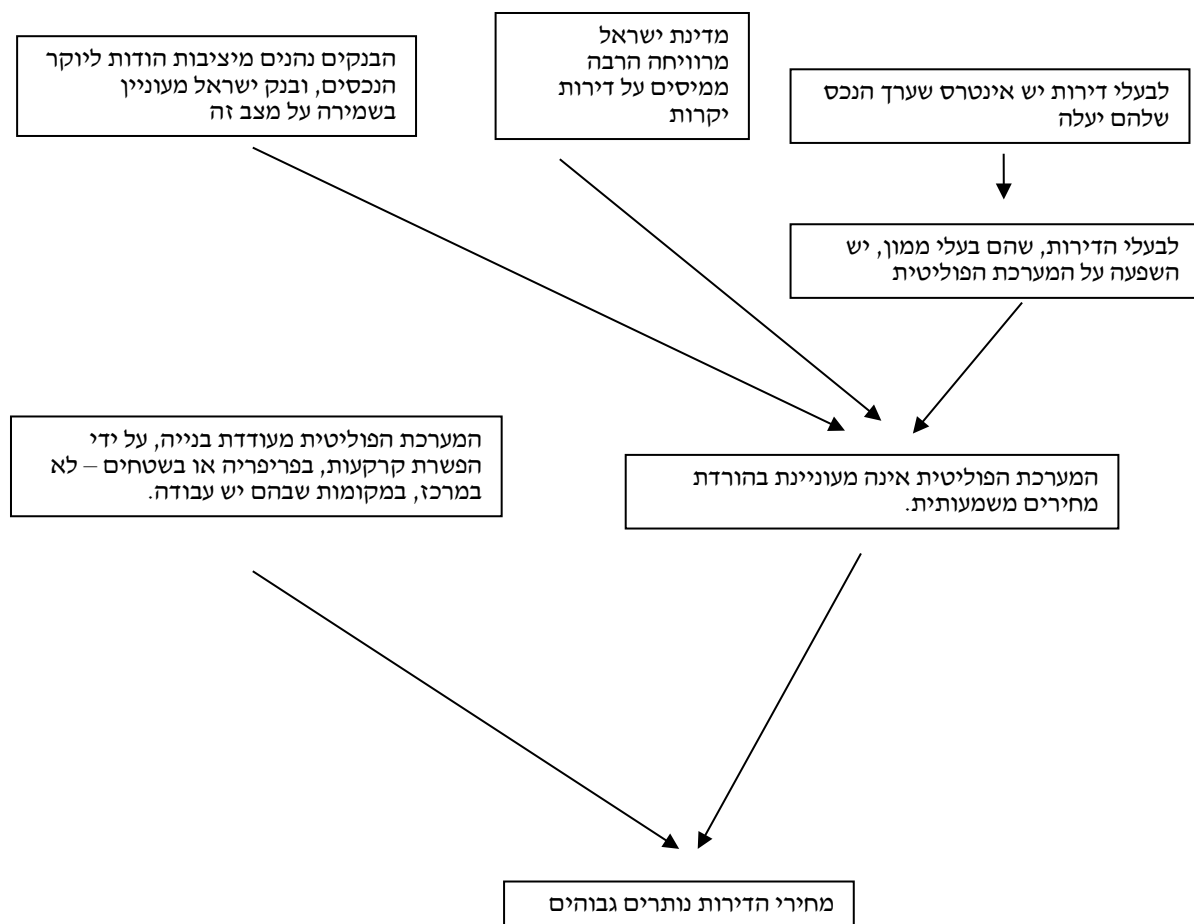 לבעלי דירות יש אינטרס שערך הנכס
שלהם יעלה
מדינת ישראל
מרוויחה הרבה
ממיסים על דירות
יקרות
הבנקים נהנים מיציבות הודות ליוקר
הנכסים, ובנק ישראל מעוניין
בשמירה על מצב זה
לבעלי הדירות, שהם בעלי ממון, יש
השפעה על המערכת הפוליטית
המערכת הפוליטית אינה מעוניינת בהורדת
מחירים משמעותית.
המערכת הפוליטית מעודדת בנייה, על ידי
הפשרת קרקעות, בפריפריה או בשטחים – לא
במרכז, במקומות שבהם יש עבודה.
מחירי הדירות נותרים גבוהים